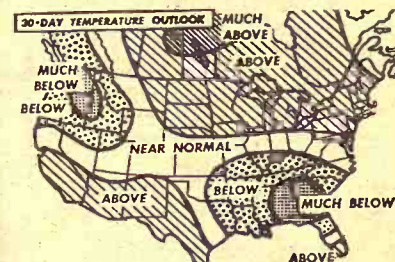 30-DAY TEMPERATURE OUTLOOK
MUCH
ABOVE
ABOVE
MUCH
BELOW
BELOW
NEAR NORMAL
ABOVE
BELOW
MUCH BELOW
ABOVE